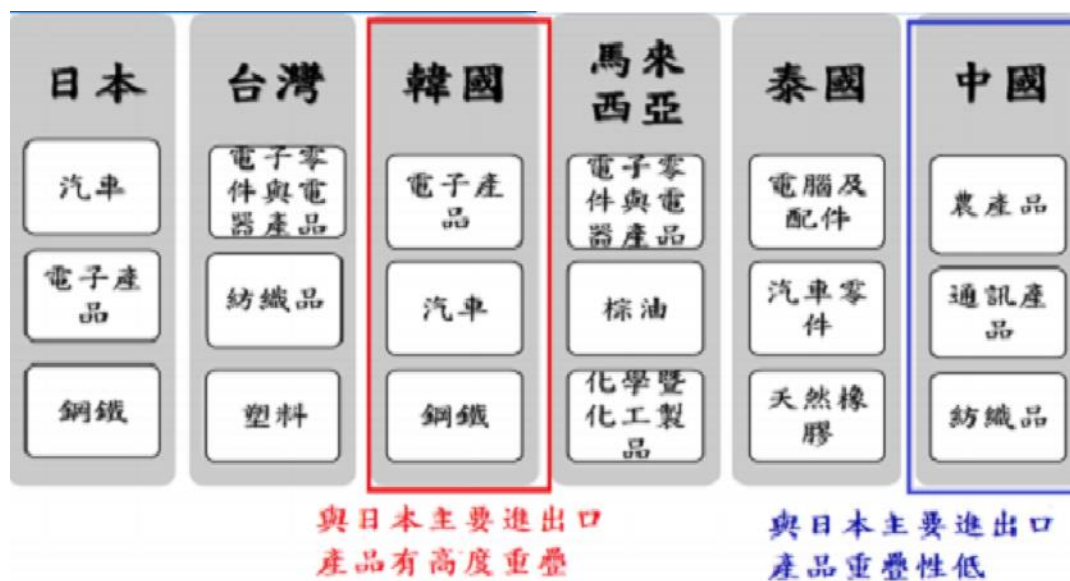 日本
汽車
電子產
品
鋼鐵
台灣
電子零
件與電
器產品
紡織品
塑料
韓國
電子產
品
汽車
鋼鐵
馬來
西亞
電子零
件與電
器產品
棕油
化學暨
化工製
品
泰國
電腦及
配件
汽車零
件
天然橡
膠
中國
農產品
通訊產
品
紡織品
與日本主要進出口
產品有高度重疊
與日本主要進出口
產品重疊性低